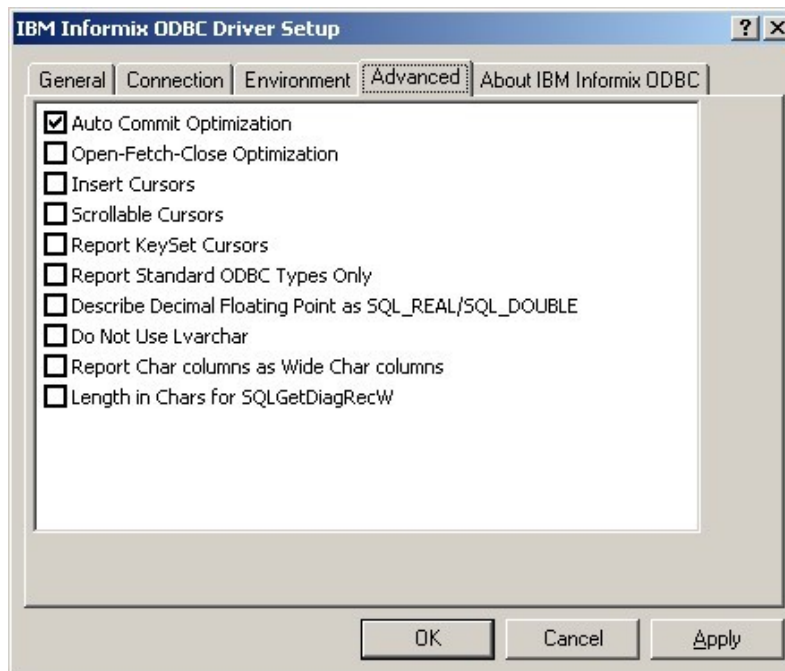 IBM Informix ODBC Driver Setup
General Connection Environment Advanced About IBM Informix ODBC
Auto Commit Optimization
Open-Fetch-Close Optimization
Insert Cursors
Scrollable Cursors
Report KeySet Cursors
Report Standard ODBC Types Only
Describe Decimal Floating Point as SQL_REAL/SQL_DOUBLE
Do Not Use Lvarchar
Report Char columns as Wide Char columns
Length in Chars for SQLGetDiagRecW
OK Cancel Apply